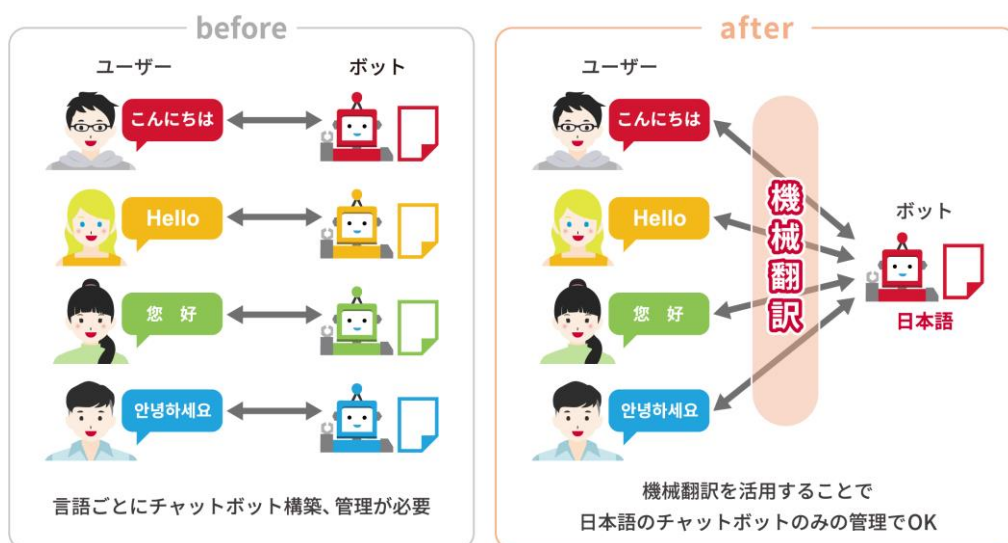 before
ユーザー
ボット
こんにちは
Hello
您 好
안녕하세요
言語ごとにチャットボット構築、管理が必要
after
ユーザー
こんにちは
Hello
您 好
안녕하세요
機械翻訳
ボット
日本語
機械翻訳を活用することで
日本語のチャットボットのみの管理でOK